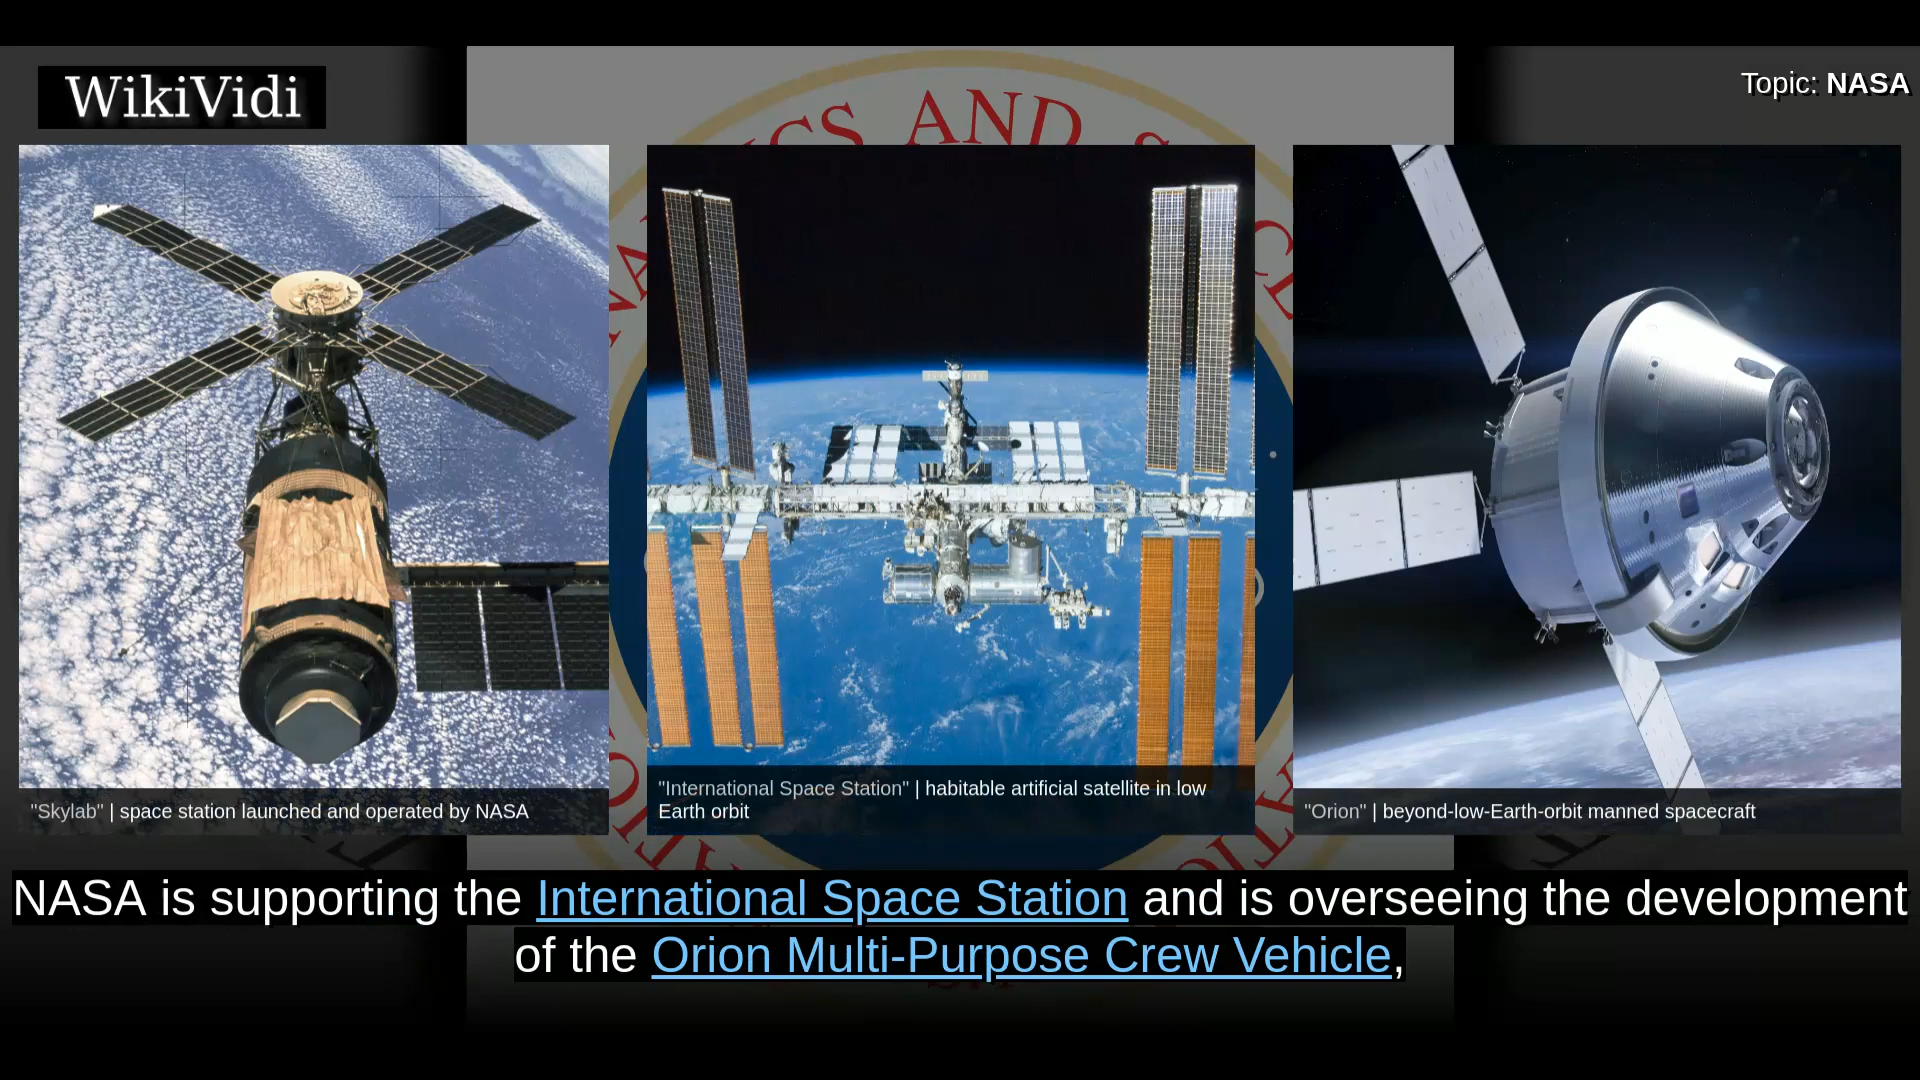 WikiVidi
Topic: NASA
ICS AND
"Skylab" | space station launched and operated by NASA
"International Space Station" | habitable artificial satellite in low
Earth orbit
"Orion" | beyond-low-Earth-orbit manned spacecraft
NASA is supporting the International Space Station and is overseeing the development
of the Orion Multi-Purpose Crew Vehicle,